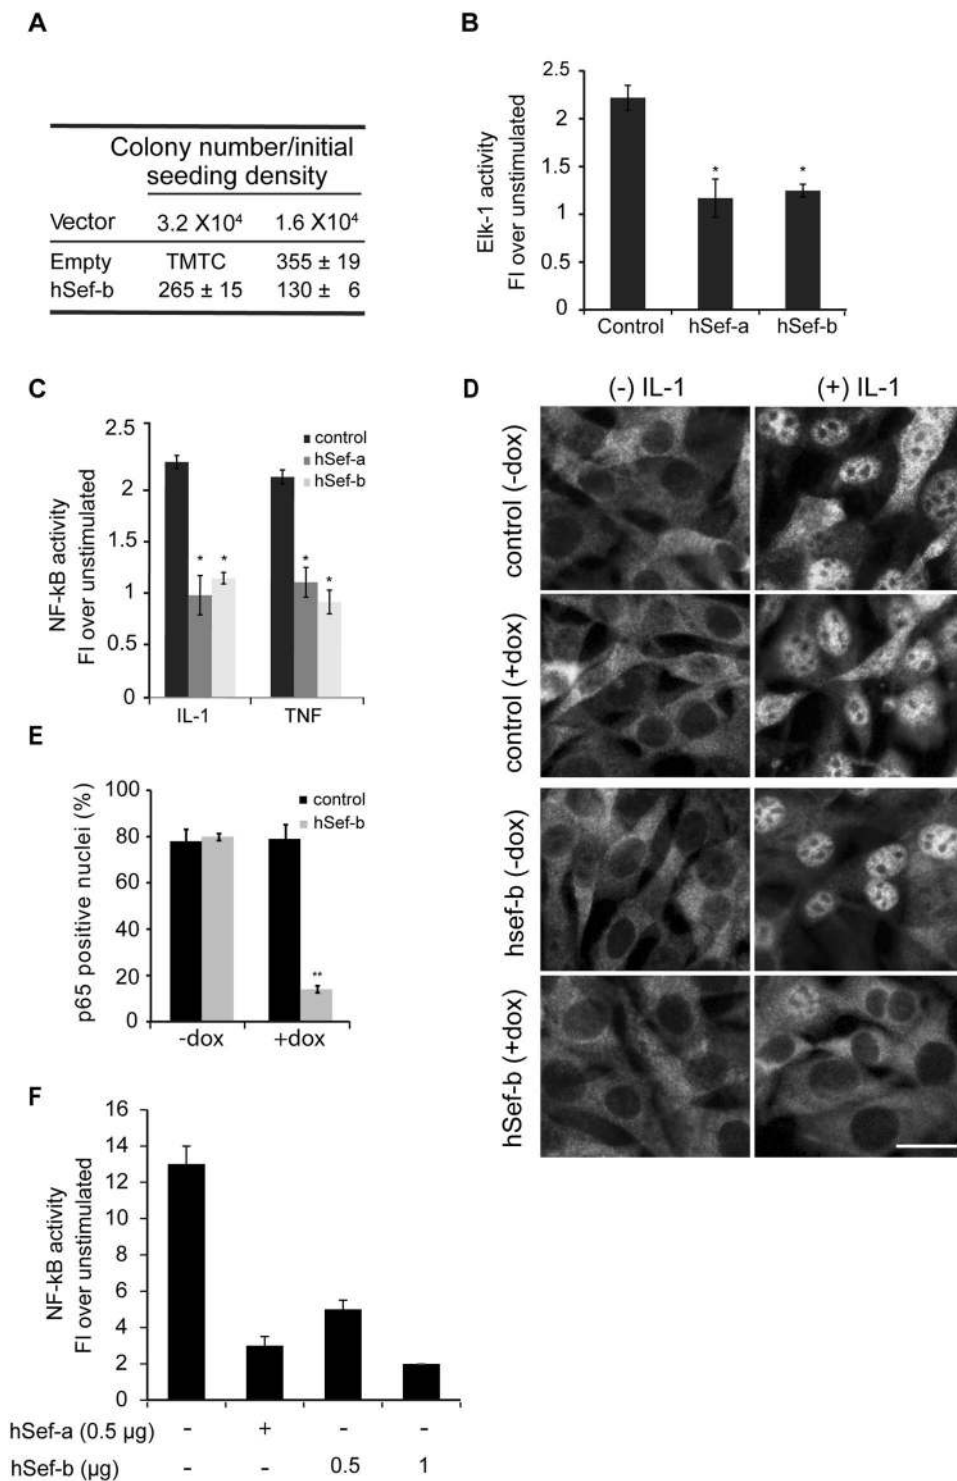 A
Colony number/initial
seeding density
Vector 3.2 X10⁴ 1.6 X10⁴
Empty TMTC 355 ± 19
hSef-b 265 ± 15 130 ± 6
B
Elk-1 activity
FI over unstimulated
2.5
2
1.5
1
0.5
0
* *
Control hSef-a hSef-b
C
NF-kB activity
FI over unstimulated
2.5
2
1.5
1
0.5
0
control
hSef-a
hSef-b
* * * *
IL-1 TNF
D
(-) IL-1 (+) IL-1
control (-dox)
control (+dox)
hsef-b (-dox)
hSef-b (+dox)
E
p65 positive nuclei (%)
100
80
60
40
20
0
control
hSef-b
**
-dox +dox
F
NF-kB activity
FI over unstimulated
16
14
12
10
8
6
4
2
0
hSef-a (0.5 µg) - + - -
hSef-b (µg) - - 0.5 1